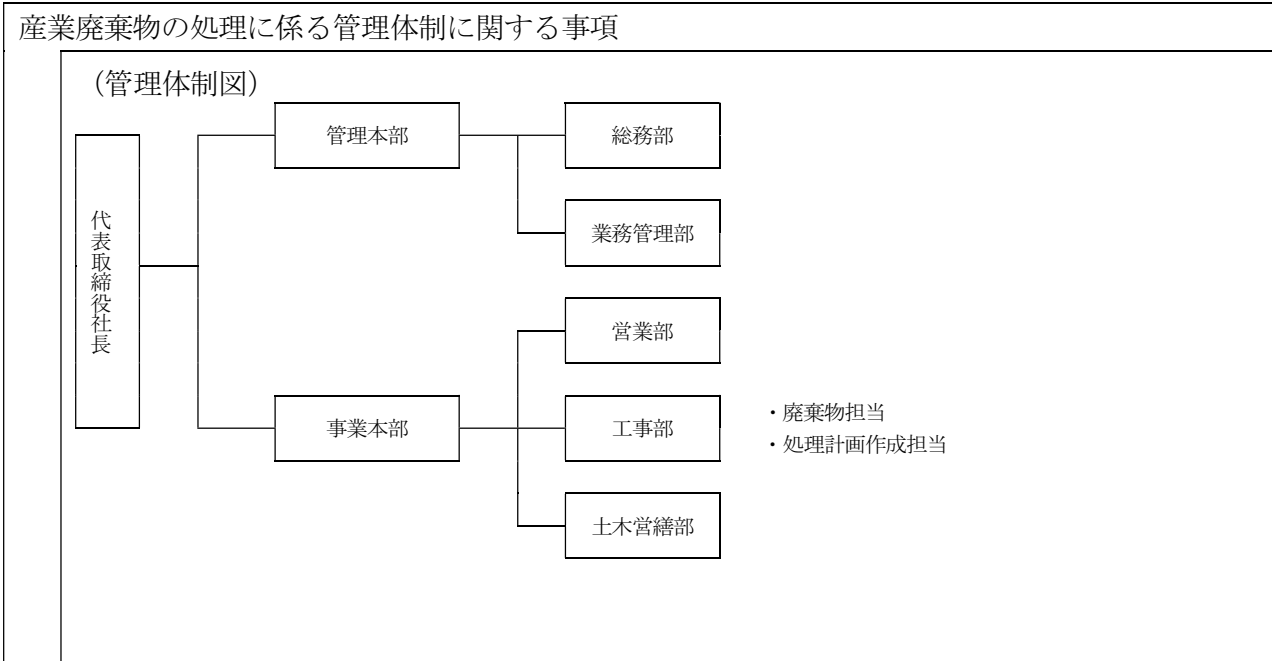 産業廃棄物の処理に係る管理体制に関する事項
（管理体制図）
代表取締役社長
管理本部
総務部
業務管理部
営業部
事業本部
工事部
・廃棄物担当
・処理計画作成担当
土木営繕部